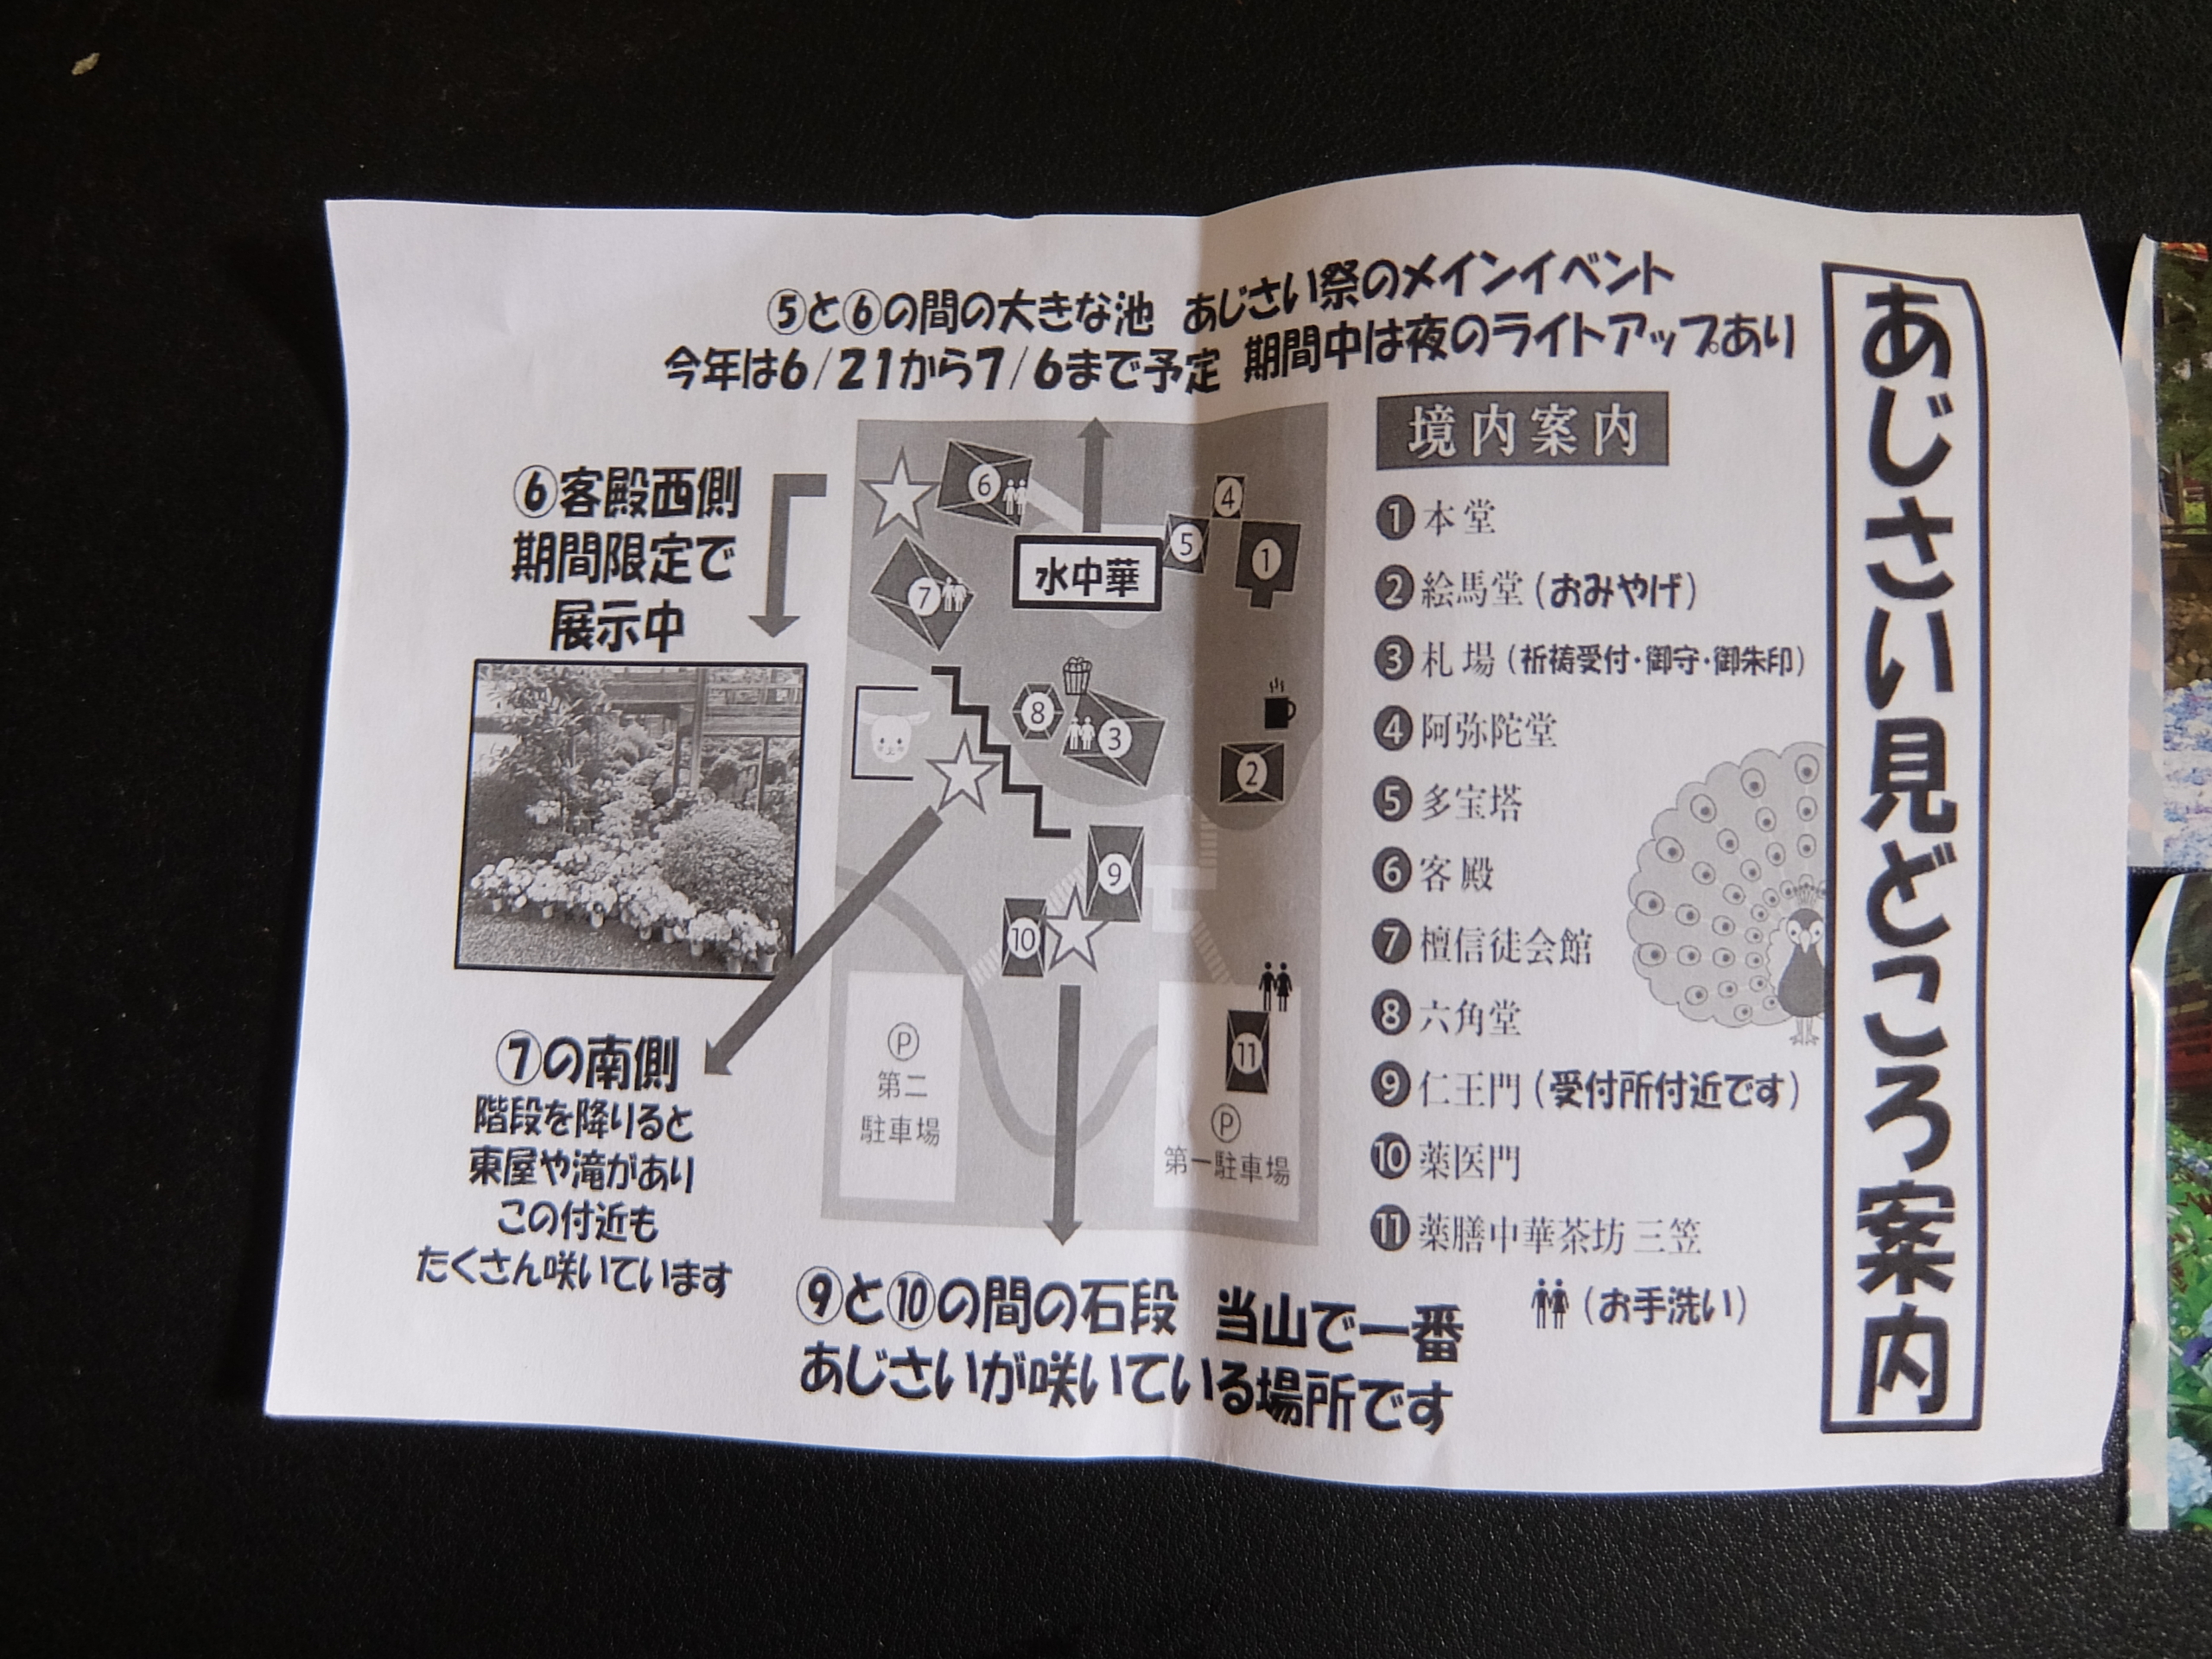 あじさい見どころ案内
⑤と⑥の間の大きな池　あじさい祭のメインイベント
今年は6/21から7/6まで予定 期間中は夜のライトアップあり
境内案内
❶本堂
❷絵馬堂(おみやげ)
❸札場(祈祷受付・御守・御朱印)
❹阿弥陀堂
❺多宝塔
❻客殿
❼檀信徒会館
❽六角堂
❾仁王門(受付所付近です)
❿薬医門
⓫薬膳中華茶坊 三笠
(お手洗い)
⑥客殿西側
期間限定で
展示中
6
4
5
1
水中華
7
8
3
2
9
10
11
P
第二
駐車場
P
第一駐車場
⑦の南側
階段を降りると
東屋や滝があり
この付近も
たくさん咲いています
⑨と⑩の間の石段　当山で一番
あじさいが咲いている場所です